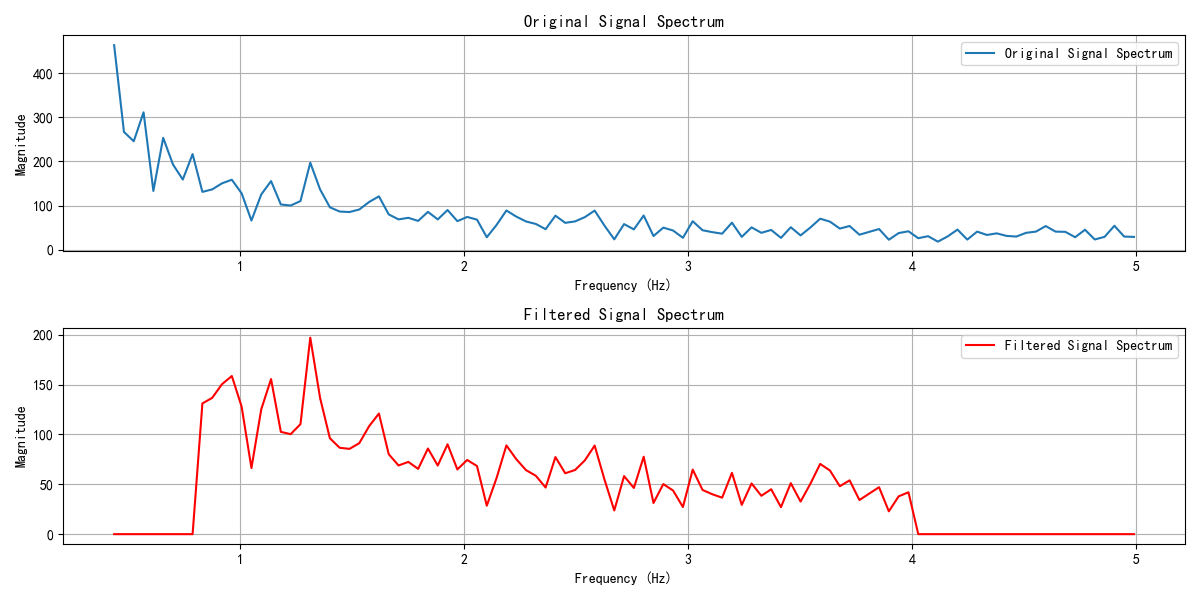 Original Signal Spectrum
Original Signal Spectrum
Magnitude
400
300
200
100
0
1 2 3 4 5
Frequency (Hz)
Filtered Signal Spectrum
Filtered Signal Spectrum
Magnitude
200
150
100
50
0
1 2 3 4 5
Frequency (Hz)